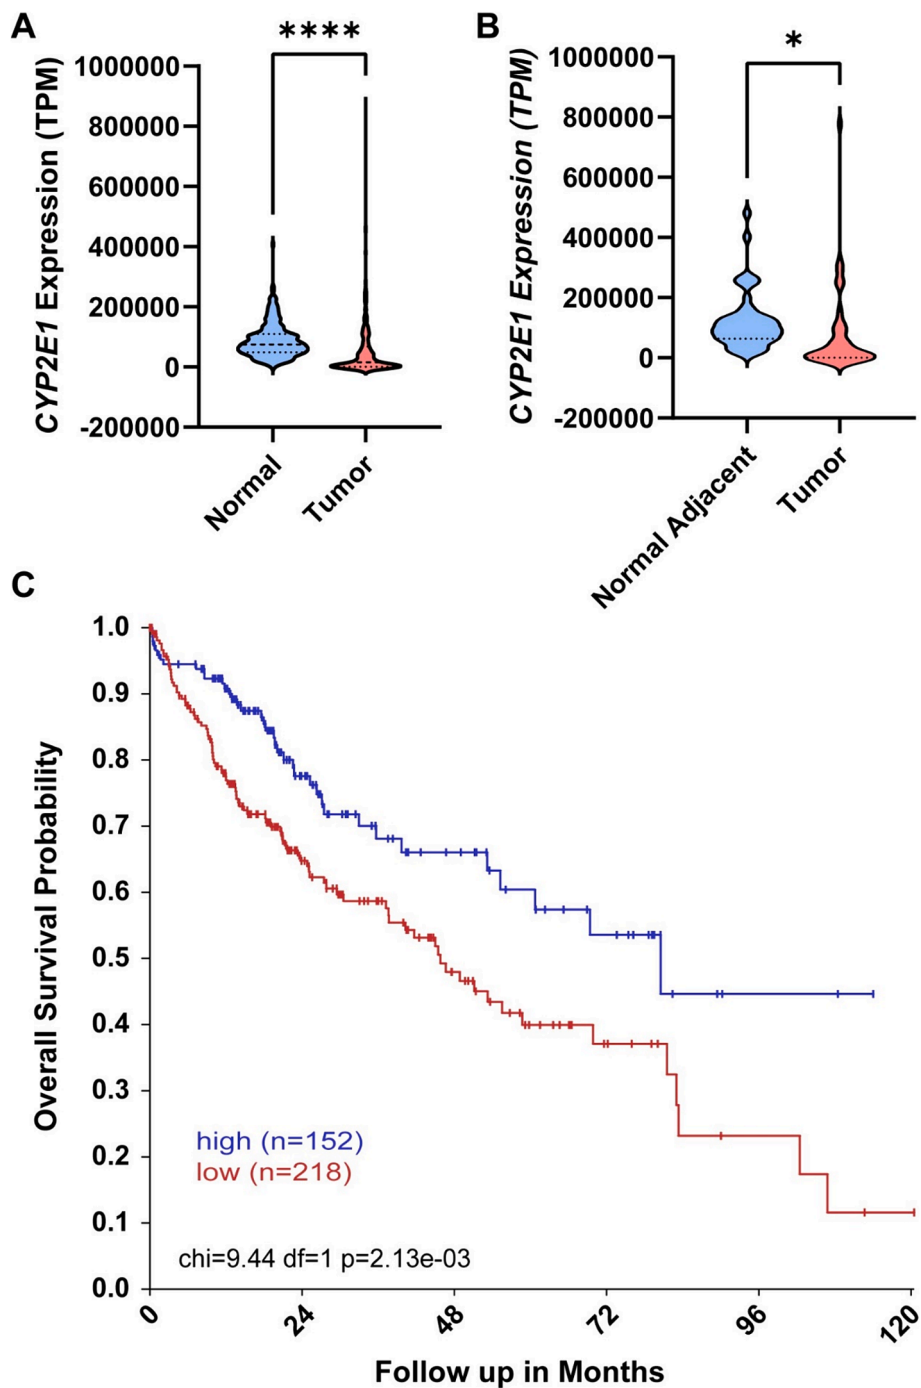 A
****
CYP2E1 Expression (TPM)
1000000
800000
600000
400000
200000
0
-200000
Normal
Tumor
B
*
CYP2E1 Expression (TPM)
1000000
800000
600000
400000
200000
0
-200000
Normal Adjacent
Tumor
C
Overall Survival Probability
1.0
0.9
0.8
0.7
0.6
0.5
0.4
0.3
0.2
0.1
0.0
high (n=152)
low (n=218)
chi=9.44 df=1 p=2.13e-03
0
24
48
72
96
120
Follow up in Months